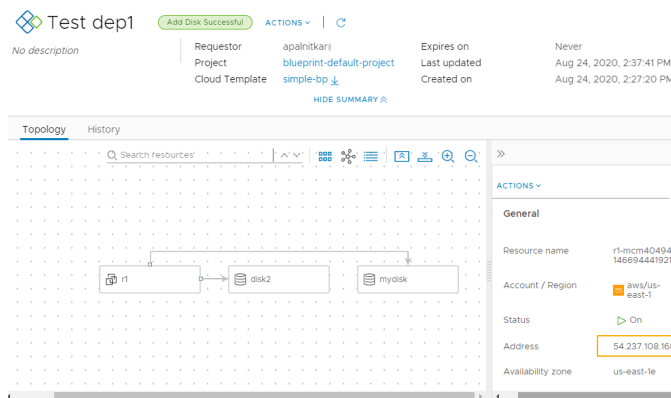 Test dep1 Add Disk Successful ACTIONS
No description
Requestor apalnitkar Expires on Never
Project blueprint-default-project Last updated Aug 24, 2020, 2:37:41 PM
Cloud Template simple-bp Created on Aug 24, 2020, 2:27:20 PM
HIDE SUMMARY
Topology History
Search resources
ACTIONS
General
Resource name r1-mcm40494
14669444192
Account / Region aws/us-
east-1
r1 disk2 mydisk
Status On
Address 54.237.108.168
Availability zone us-east-1e